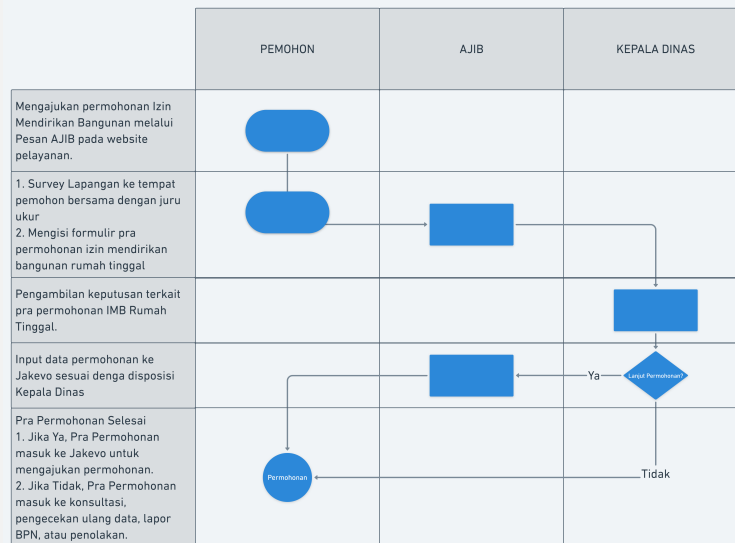 PEMOHON
AJIB
KEPALA DINAS
Mengajukan permohonan Izin
Mendirikan Bangunan melalui
Pesan AJIB pada website
pelayanan.
1. Survey Lapangan ke tempat
pemohon bersama dengan juru
ukur
2. Mengisi formulir pra
permohonan izin mendirikan
bangunan rumah tinggal
Pengambilan keputusan terkait
pra permohonan IMB Rumah
Tinggal.
Input data permohonan ke
Jakevo sesuai denga disposisi
Kepala Dinas
Ya
Lanjut Permohonan?
Pra Permohonan Selesai
1. Jika Ya, Pra Permohonan
masuk ke Jakevo untuk
mengajukan permohonan.
2. Jika Tidak, Pra Permohonan
masuk ke konsultasi,
pengecekan ulang data, lapor
BPN, atau penolakan.
Permohonan
Tidak